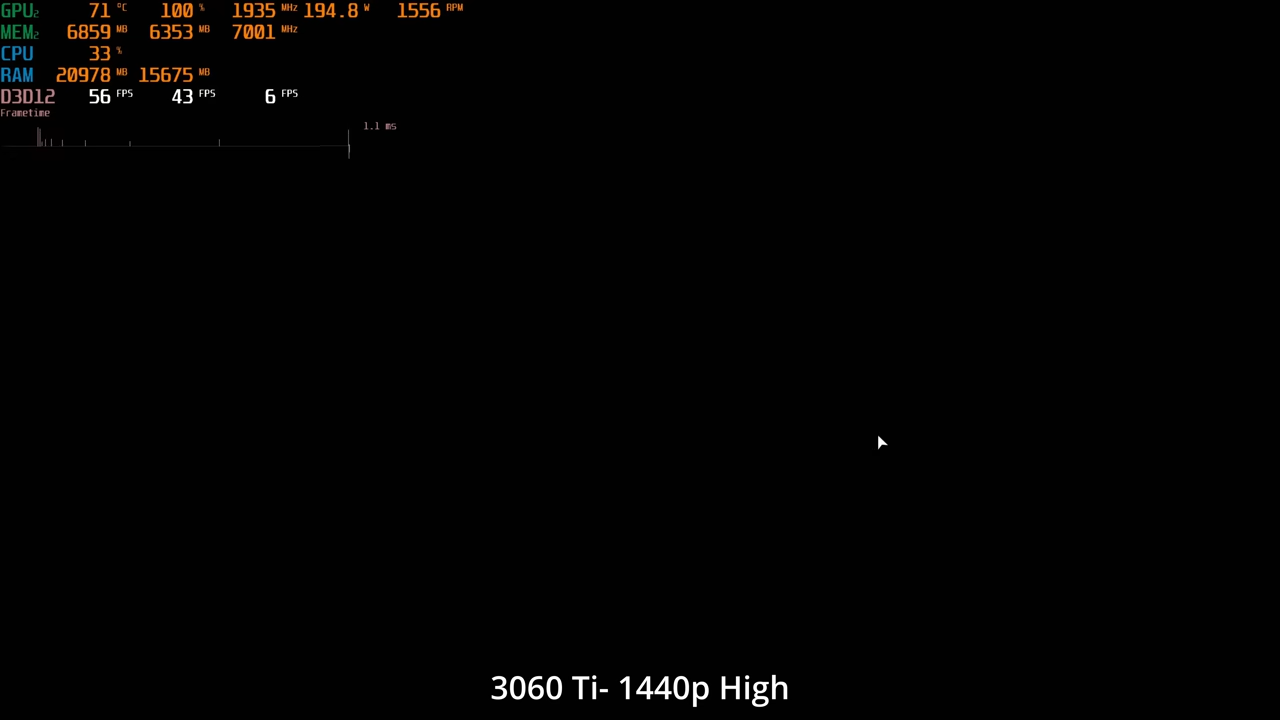 GPU2 71 °C 100 % 1935 MHz 194.8 W 1556 RPM
MEM2 6859 MB 6353 MB 7001 MHz
CPU 33 %
RAM 20978 MB 15675 MB
D3D12 56 FPS 43 FPS 6 FPS
Frametime
1.1 ms
3060 Ti- 1440p High